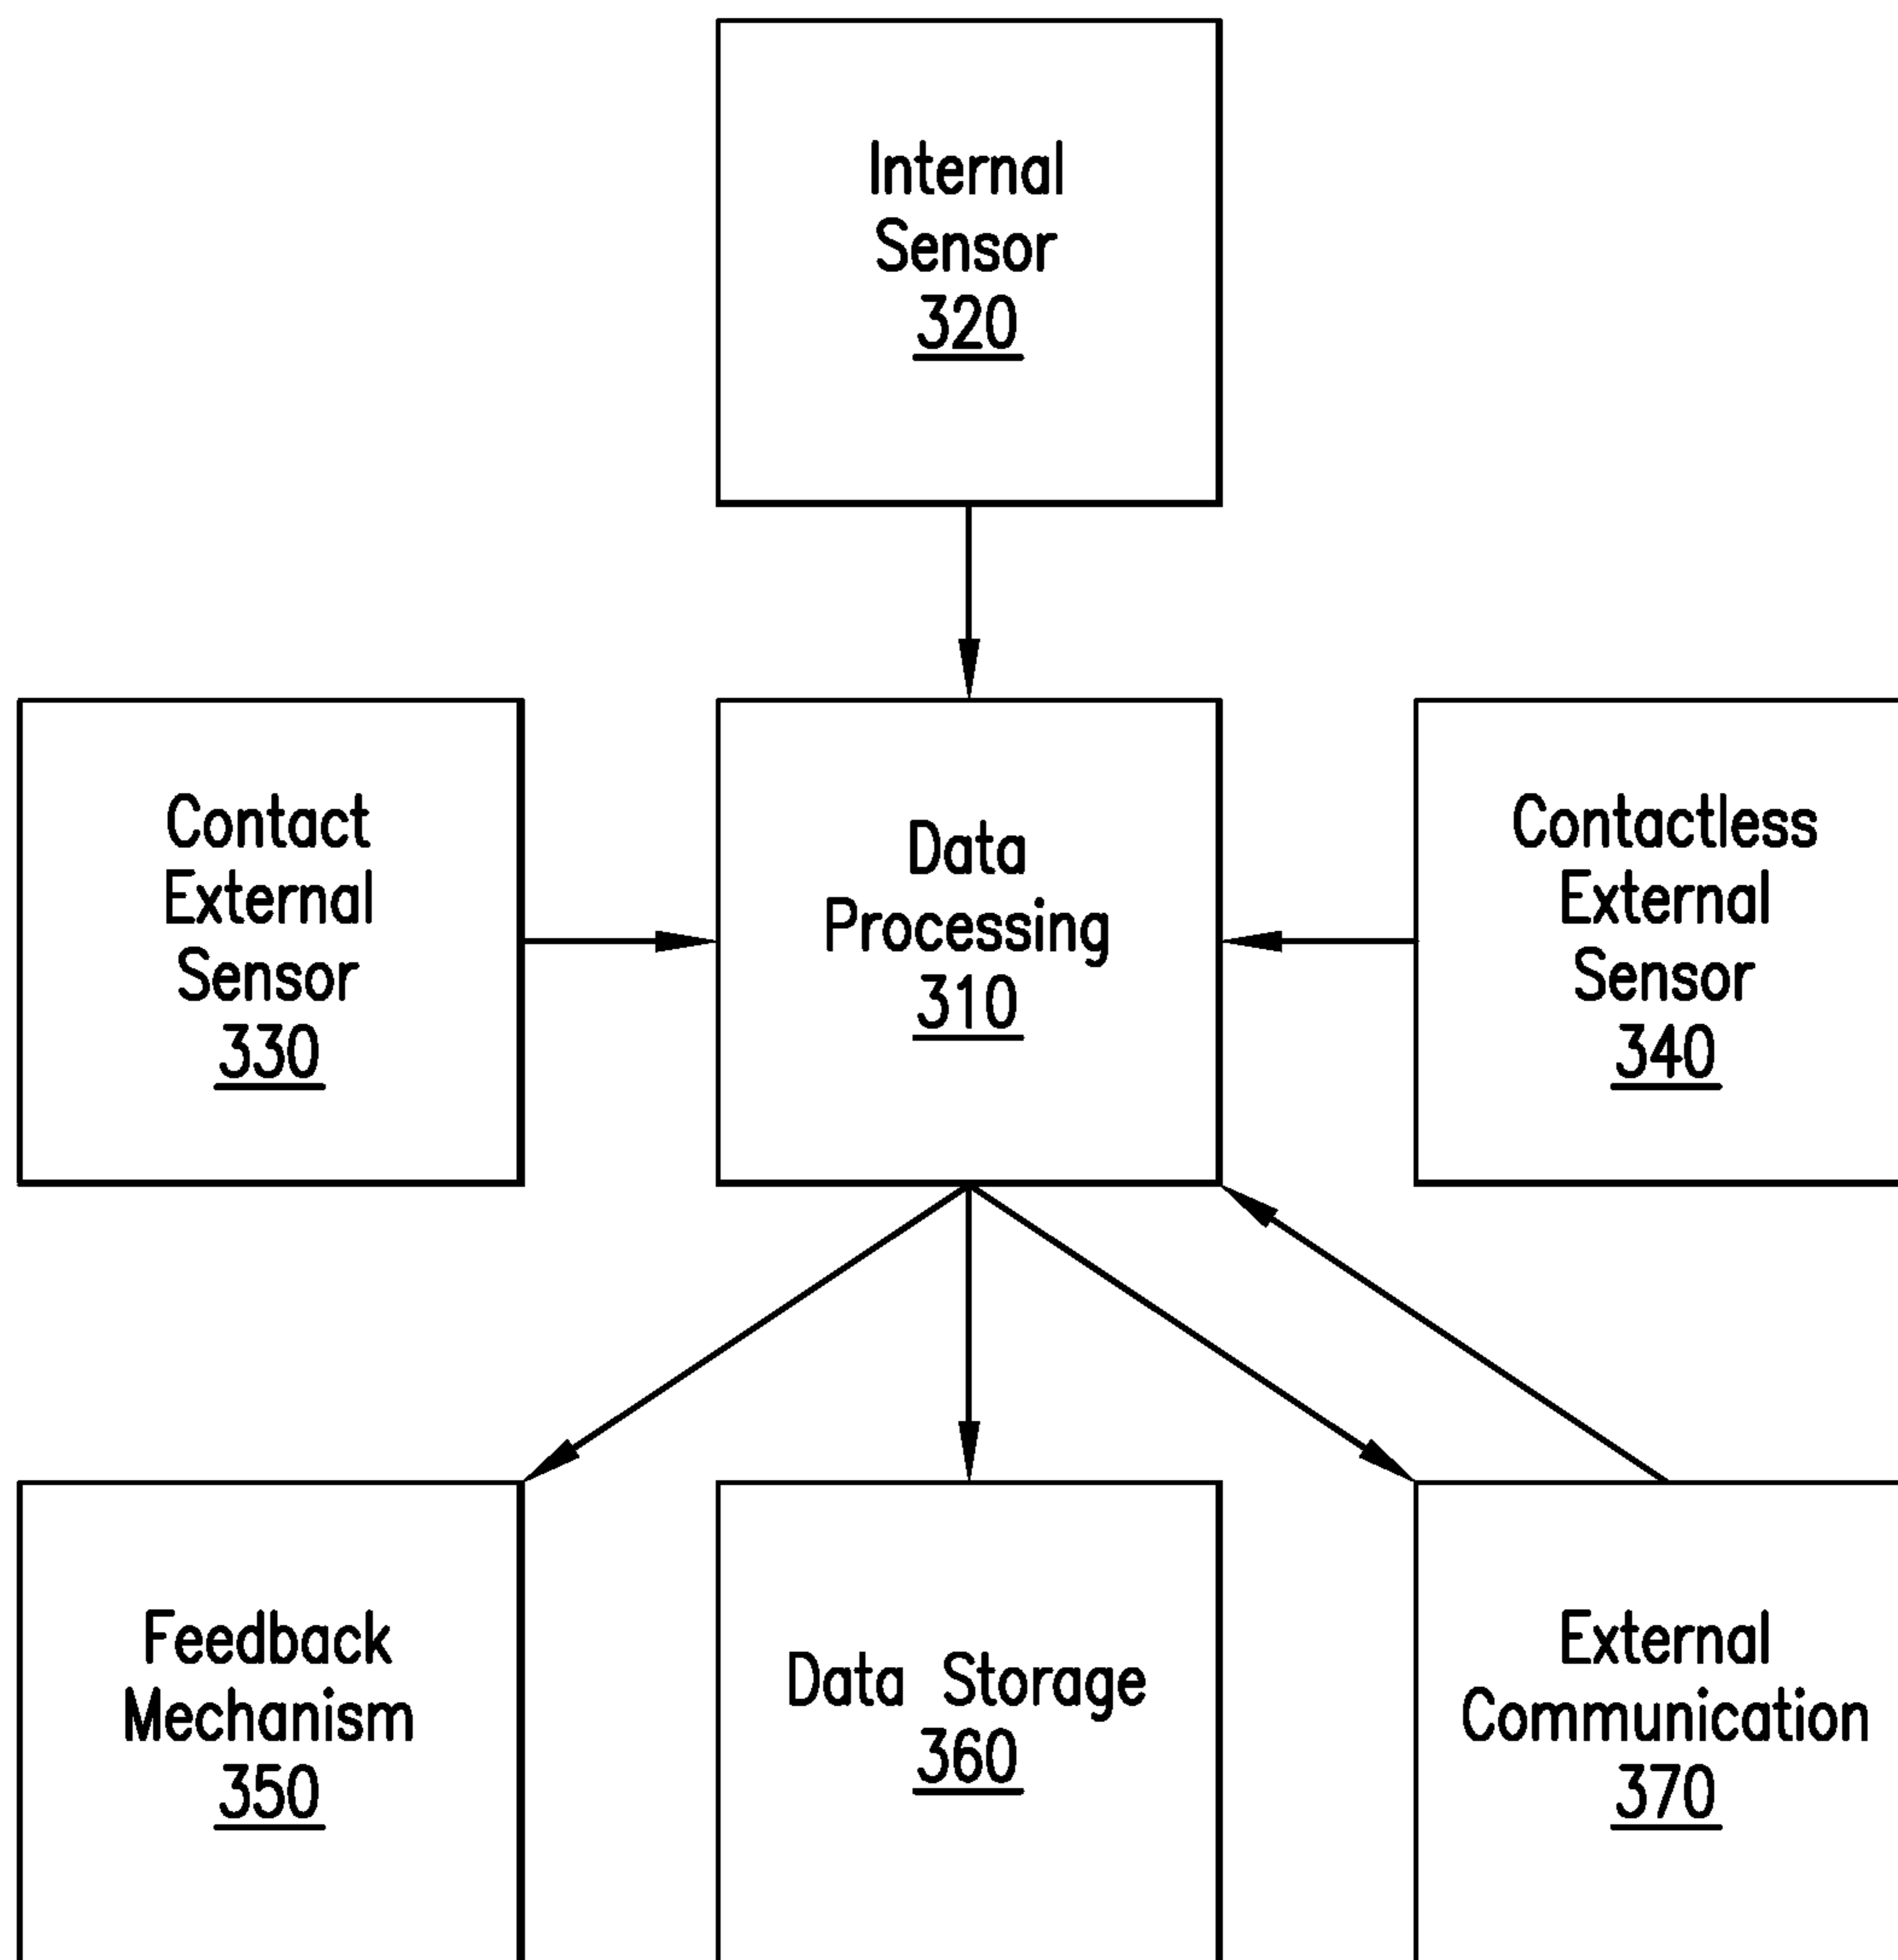 Internal
Sensor
320
Contact
External
Sensor
330
Data
Processing
310
Contactless
External
Sensor
340
Feedback
Mechanism
350
Data Storage
360
External
Communication
370